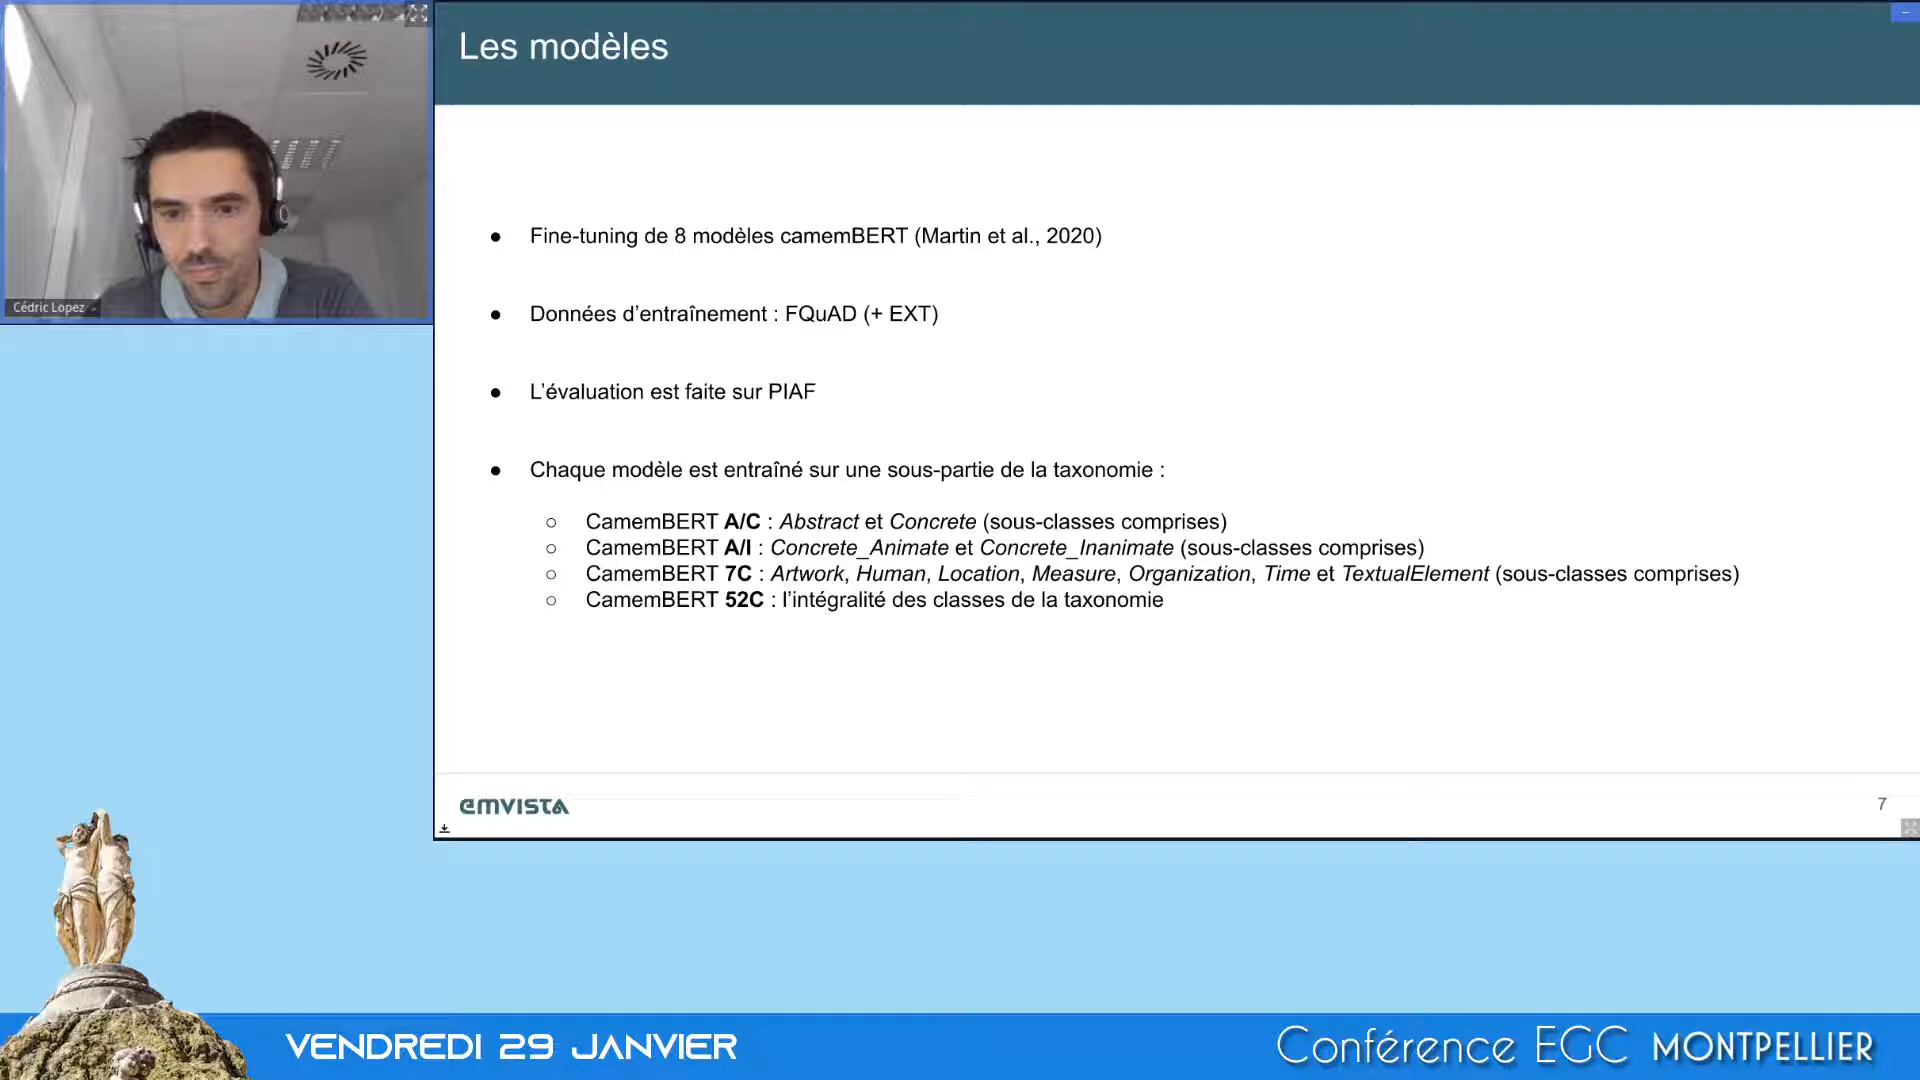 Les modèles
Cédric Lopez
● Fine-tuning de 8 modèles camemBERT (Martin et al., 2020)
● Données d’entraînement : FQuAD (+ EXT)
● L’évaluation est faite sur PIAF
● Chaque modèle est entraîné sur une sous-partie de la taxonomie :
○ CamemBERT A/C : Abstract et Concrete (sous-classes comprises)
○ CamemBERT A/I : Concrete_Animate et Concrete_Inanimate (sous-classes comprises)
○ CamemBERT 7C : Artwork, Human, Location, Measure, Organization, Time et TextualElement (sous-classes comprises)
○ CamemBERT 52C : l’intégralité des classes de la taxonomie
emvista
7
VENDREDI 29 JANVIER
Conférence EGC MONTPELLIER